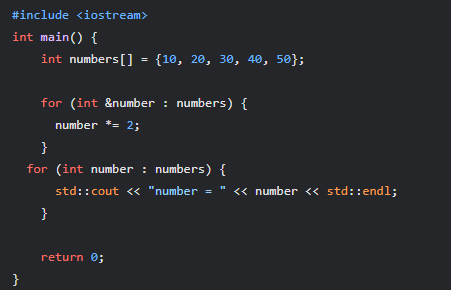 #include <iostream>
int main() {
    int numbers[] = {10, 20, 30, 40, 50};

    for (int &number : numbers) {
      number *= 2;
    }
  for (int number : numbers) {
      std::cout << "number = " << number << std::endl;
    }

    return 0;
}